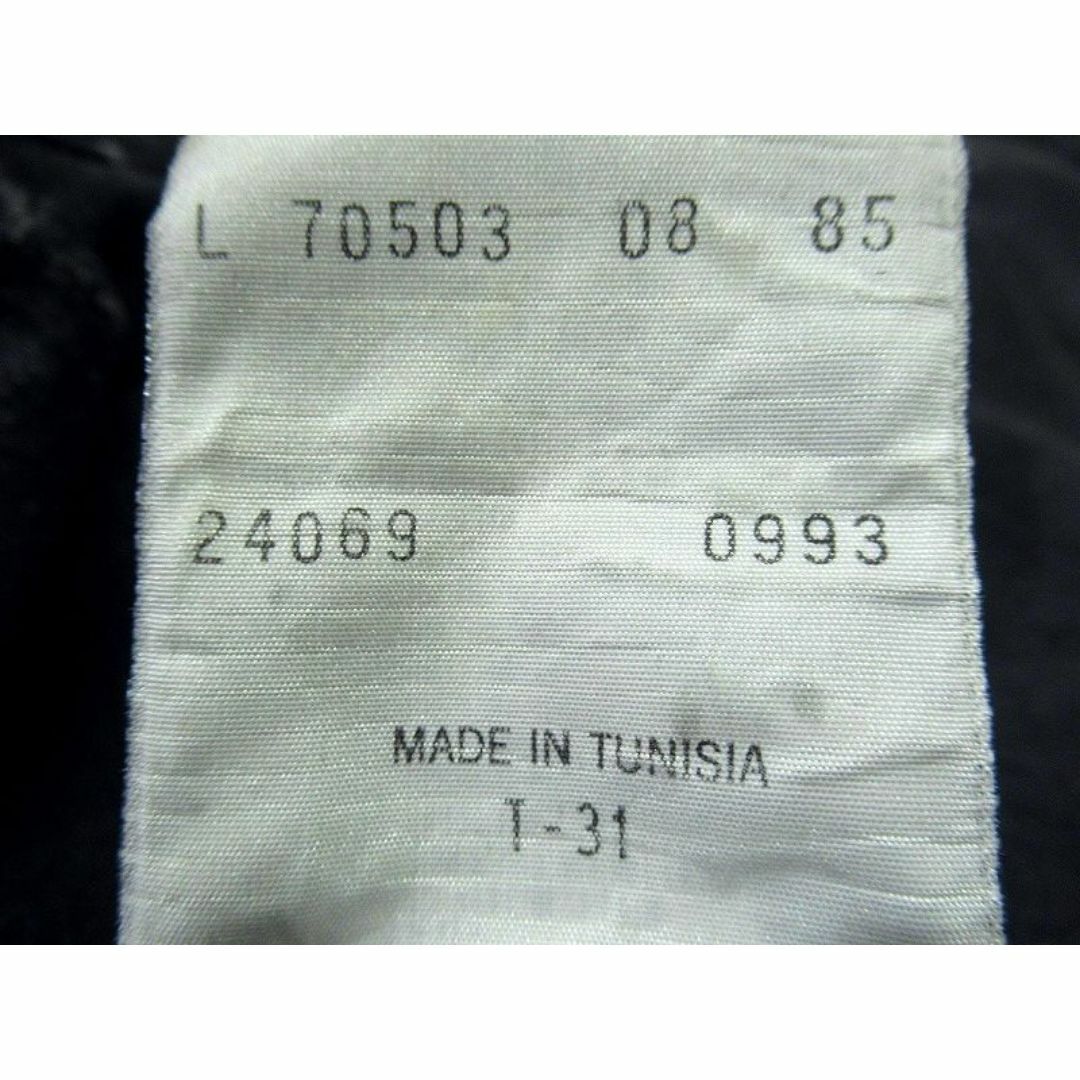 L 70503 08 85
24069 0993
MADE IN TUNISIA
T-31